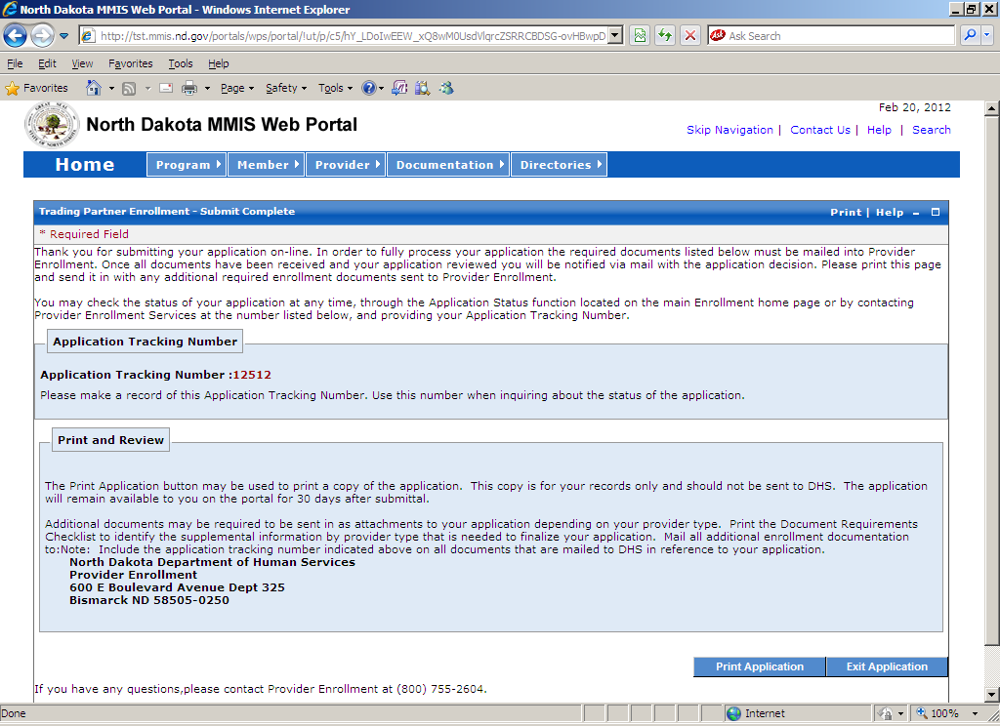 North Dakota MMIS Web Portal - Windows Internet Explorer
http://tst.mmis.nd.gov/portals/wps/portal/!ut/p/c5/hY_LDoIwEEW_xQ8wM0UsdVlqrcZSRRCBDSG-ovHBwpD
Ask Search
File Edit View Favorites Tools Help
Favorites Page Safety Tools
Feb 20, 2012
North Dakota MMIS Web Portal
Skip Navigation | Contact Us | Help | Search
Home Program Member Provider Documentation Directories
Trading Partner Enrollment - Submit Complete Print | Help
* Required Field
Thank you for submitting your application on-line. In order to fully process your application the required documents listed below must be mailed into Provider
Enrollment. Once all documents have been received and your application reviewed you will be notified via mail with the application decision. Please print this page
and send it in with any additional required enrollment documents sent to Provider Enrollment.
You may check the status of your application at any time, through the Application Status function located on the main Enrollment home page or by contacting
Provider Enrollment Services at the number listed below, and providing your Application Tracking Number.
Application Tracking Number
Application Tracking Number :12512
Please make a record of this Application Tracking Number. Use this number when inquiring about the status of the application.
Print and Review
The Print Application button may be used to print a copy of the application. This copy is for your records only and should not be sent to DHS. The application
will remain available to you on the portal for 30 days after submittal.
Additional documents may be required to be sent in as attachments to your application depending on your provider type. Print the Document Requirements
Checklist to identify the supplemental information by provider type that is needed to finalize your application. Mail all additional enrollment documentation
to:Note: Include the application tracking number indicated above on all documents that are mailed to DHS in reference to your application.
North Dakota Department of Human Services
Provider Enrollment
600 E Boulevard Avenue Dept 325
Bismarck ND 58505-0250
Print Application Exit Application
If you have any questions,please contact Provider Enrollment at (800) 755-2604.
Done Internet 100%